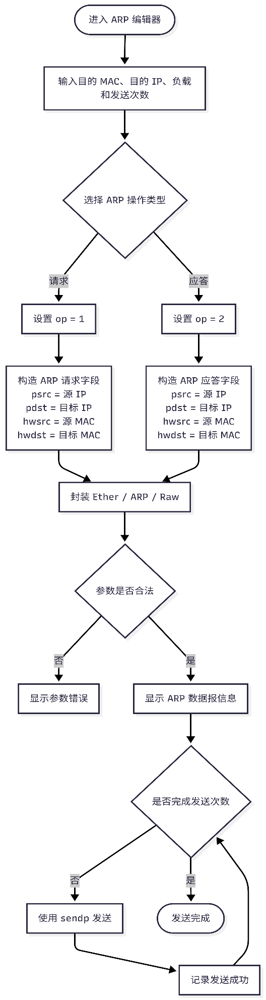 进入 ARP 编辑器
输入目的 MAC、目的 IP、负载
和发送次数
选择 ARP 操作类型
请求
应答
设置 op = 1
设置 op = 2
构造 ARP 请求字段
psrc = 源 IP
pdst = 目标 IP
hwsrc = 源 MAC
hwdst = 目标 MAC
构造 ARP 应答字段
psrc = 源 IP
pdst = 目标 IP
hwsrc = 源 MAC
hwdst = 目标 MAC
封装 Ether / ARP / Raw
参数是否合法
否
是
显示参数错误
显示 ARP 数据报信息
是否完成发送次数
否
是
使用 sendp 发送
发送完成
记录发送成功